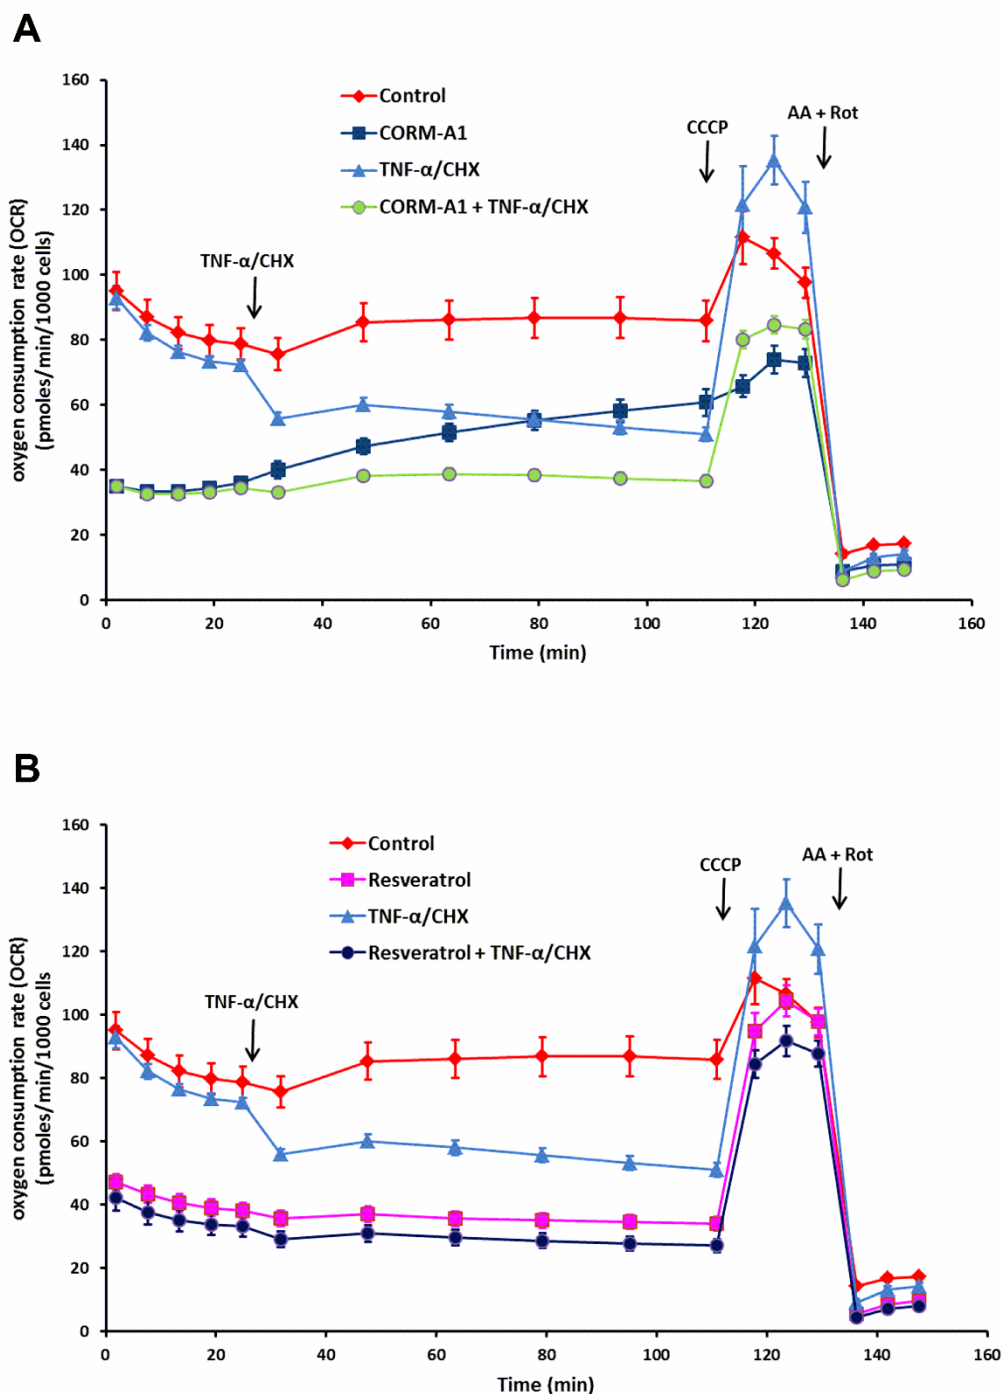 A
160
140
120
100
80
60
40
20
0
0 20 40 60 80 100 120 140 160
oxygen consumption rate (OCR)
(pmoles/min/1000 cells)
Time (min)
Control
CORM-A1
TNF-α/CHX
CORM-A1 + TNF-α/CHX
TNF-α/CHX
CCCP
AA + Rot
B
160
140
120
100
80
60
40
20
0
0 20 40 60 80 100 120 140 160
oxygen consumption rate (OCR)
(pmoles/min/1000 cells
Time (min)
Control
Resveratrol
TNF-α/CHX
Resveratrol + TNF-α/CHX
TNF-α/CHX
CCCP
AA + Rot